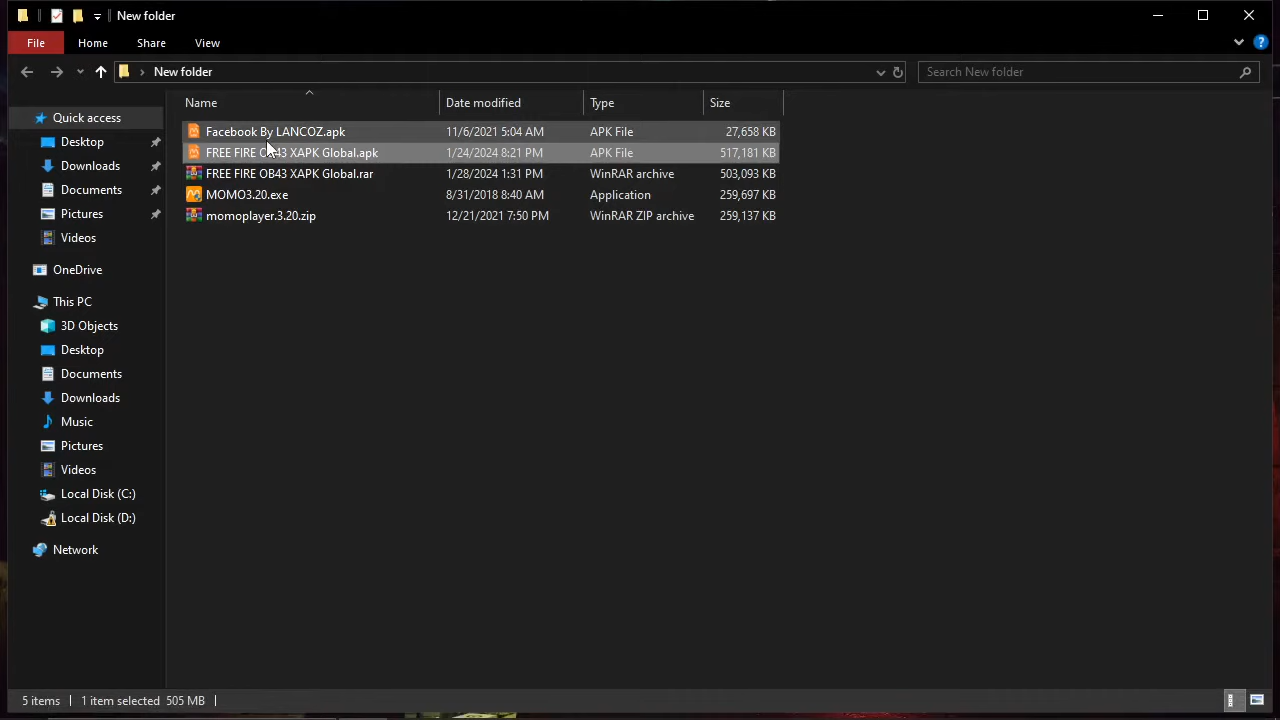 New folder
File Home Share View
New folder
Search New folder
Name Date modified Type Size
Quick access
Desktop
Downloads
Documents
Pictures
Videos
OneDrive
This PC
3D Objects
Desktop
Documents
Downloads
Music
Pictures
Videos
Local Disk (C:)
Local Disk (D:)
Network
Facebook By LANCOZ.apk 11/6/2021 5:04 AM APK File 27,658 KB
FREE FIRE OB43 XAPK Global.apk 1/24/2024 8:21 PM APK File 517,181 KB
FREE FIRE OB43 XAPK Global.rar 1/28/2024 1:31 PM WinRAR archive 503,093 KB
MOMO3.20.exe 8/31/2018 8:40 AM Application 259,697 KB
momoplayer.3.20.zip 12/21/2021 7:50 PM WinRAR ZIP archive 259,137 KB
5 items 1 item selected 505 MB